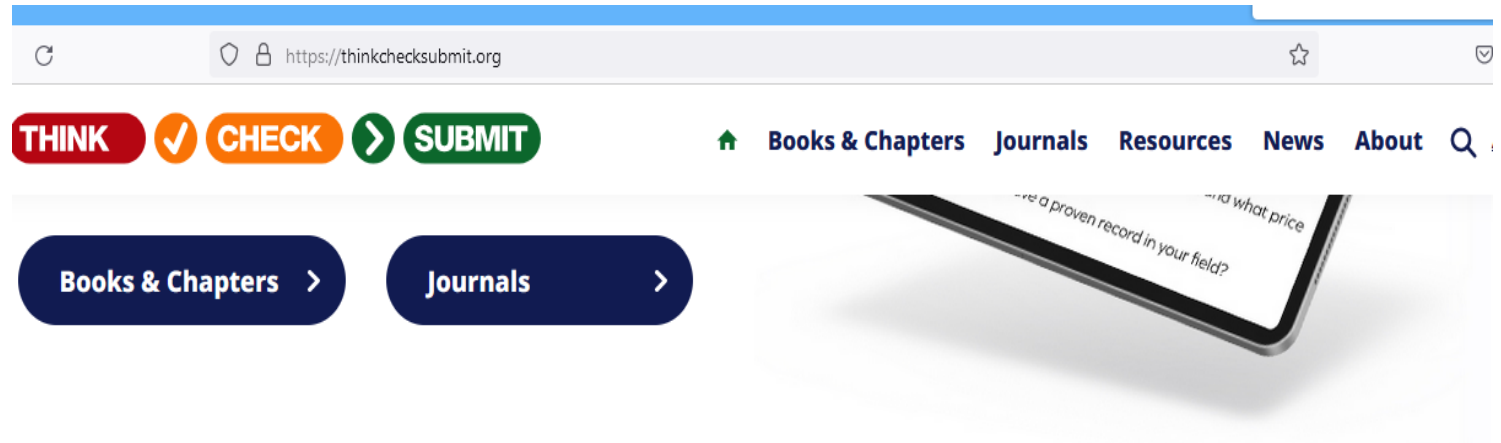 https://thinkchecksubmit.org
THINK CHECK SUBMIT
Books & Chapters Journals Resources News About
and what price
ve a proven record in your field?
Books & Chapters Journals